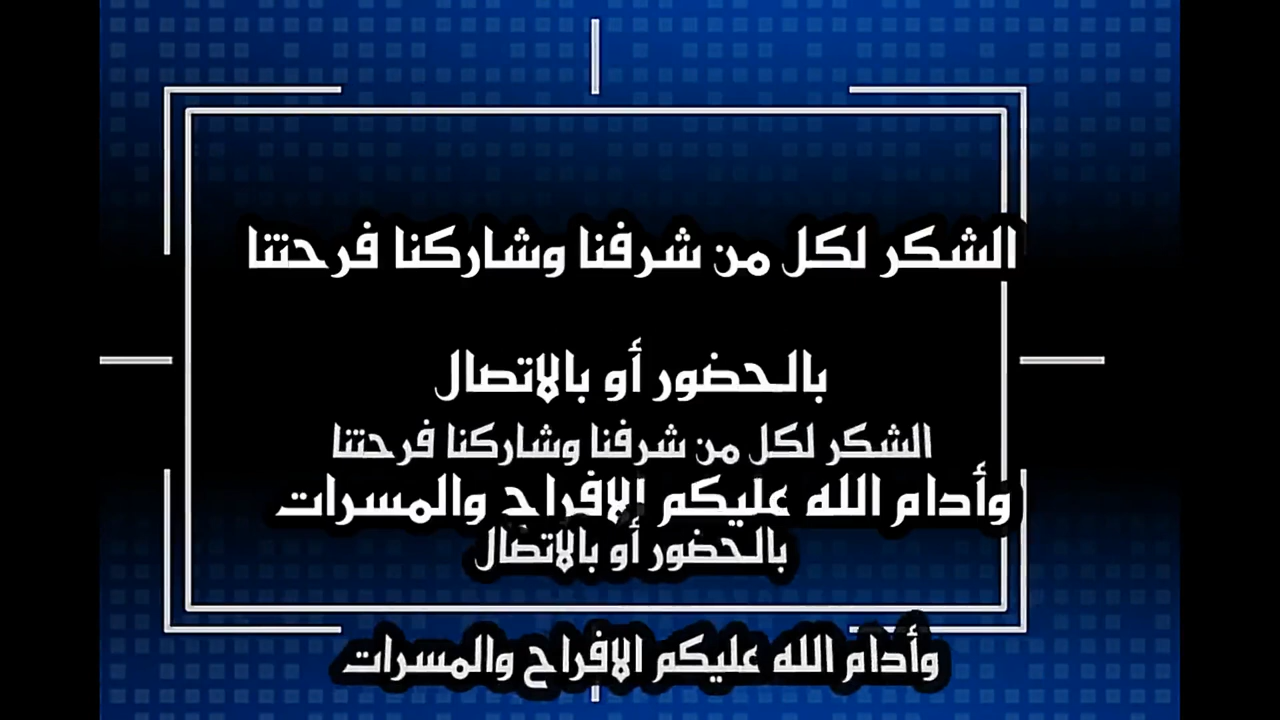 الشكر لكل من شرفنا وشاركنا فرحتنا
بالحضور أو بالاتصال
الشكر لكل من شرفنا وشاركنا فرحتنا
وأدام الله عليكم الافراح والمسرات
بالحضور أو بالاتصال
وأدام الله عليكم الافراح والمسرات